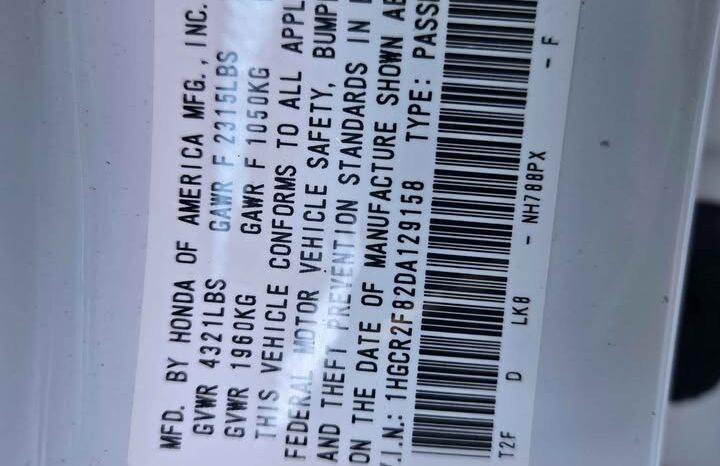 MFD. BY HONDA OF AMERICA MFG., INC.
GVWR 4321LBS GAWR F 2315LBS
GVWR 1960KG GAWR F 1050KG
THIS VEHICLE CONFORMS TO ALL APPL
FEDERAL MOTOR VEHICLE SAFETY, BUMP
AND THEFT PREVENTION STANDARDS IN
ON THE DATE OF MANUFACTURE SHOWN AB
V.I.N.: 1HGCR2F82DA129158 TYPE: PASSE
T2F D LK8 - NH788PX - F